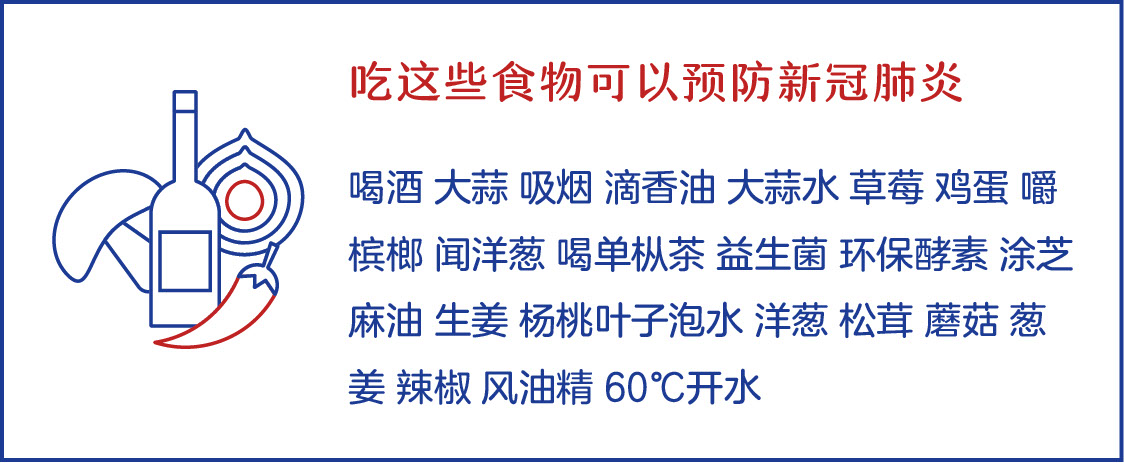 吃这些食物可以预防新冠肺炎
喝酒 大蒜 吸烟 滴香油 大蒜水 草莓 鸡蛋 嚼
槟榔 闻洋葱 喝单枞茶 益生菌 环保酵素 涂芝
麻油 生姜 杨桃叶子泡水 洋葱 松茸 蘑菇 葱
姜 辣椒 风油精 60℃开水